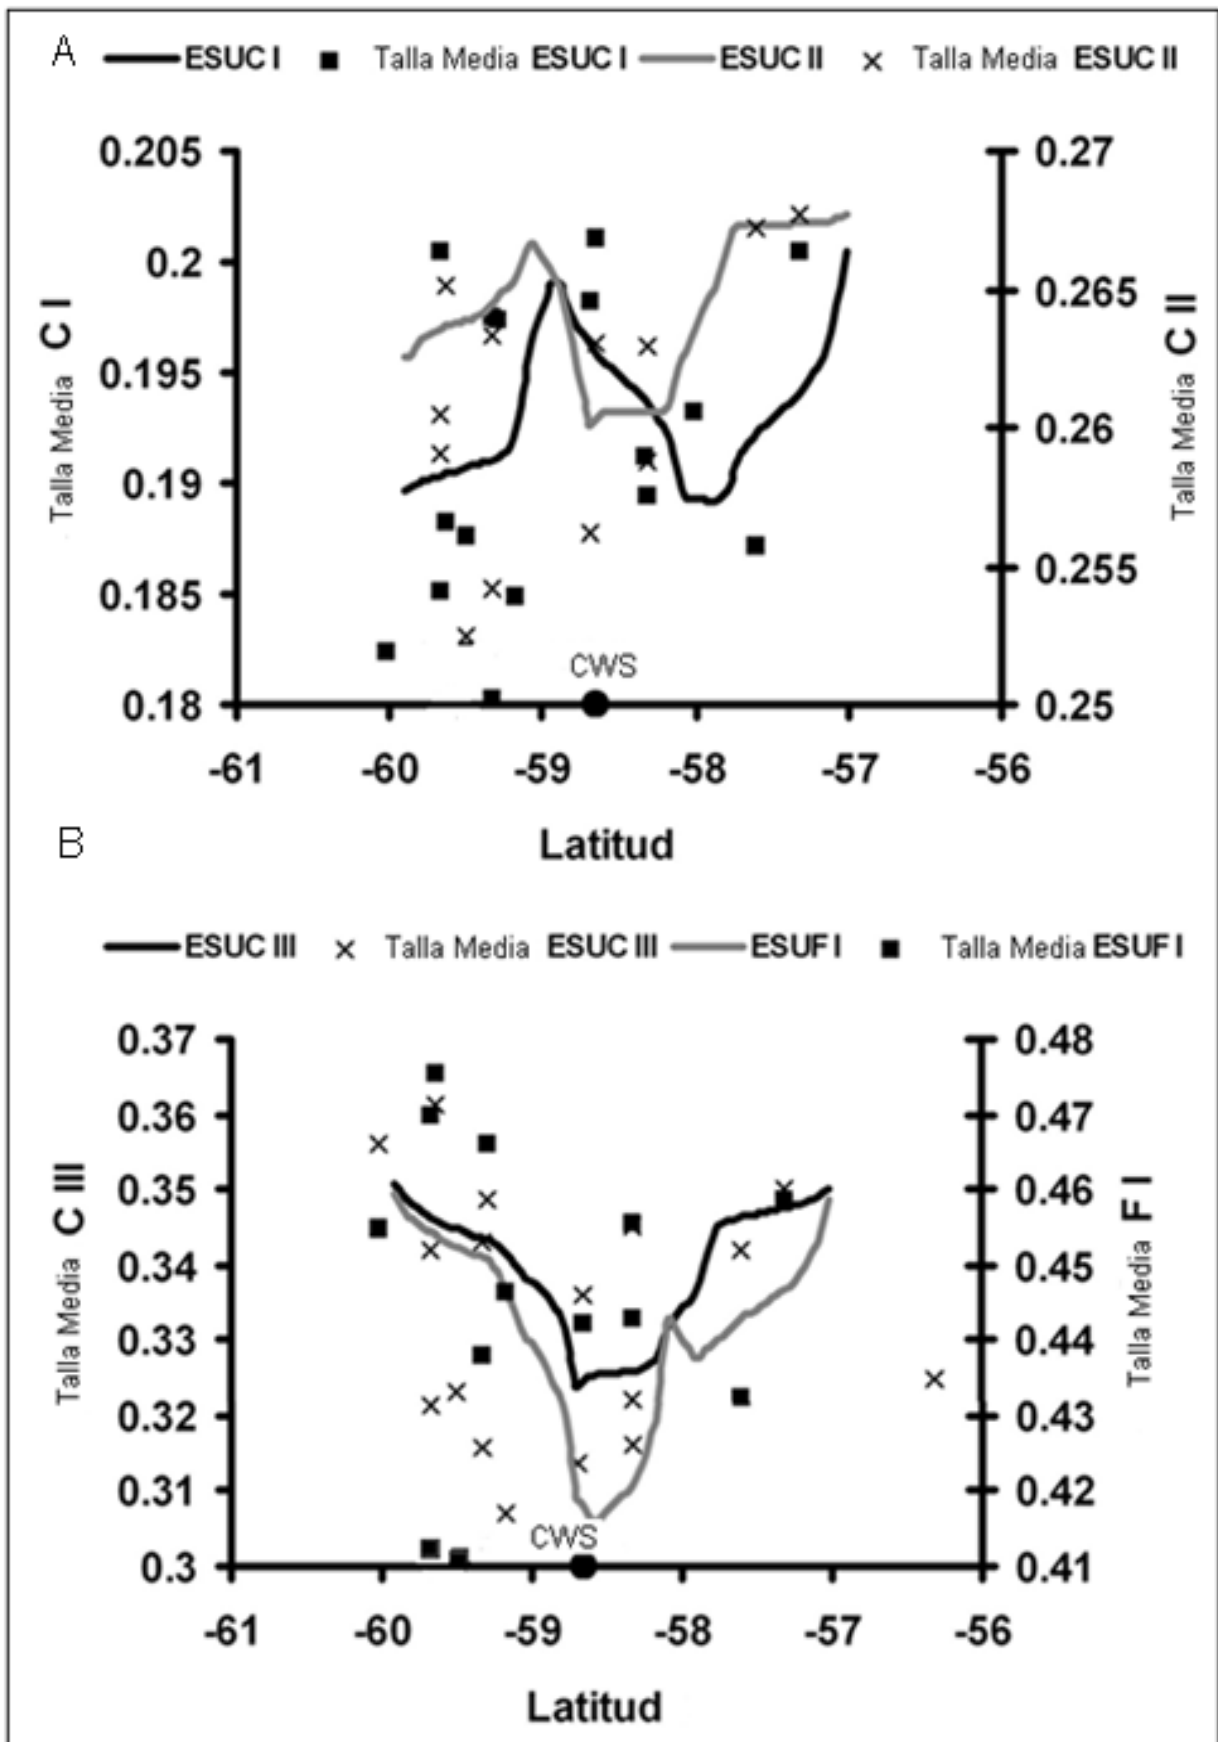 A
ESUC I Talla Media ESUC I ESUC II Talla Media ESUC II
0.205 0.27
0.2 0.265
0.195 0.26
0.19 0.255
0.185 0.25
0.18
Talla Media C I
Talla Media C II
CWS
-61 -60 -59 -58 -57 -56
Latitud
B
ESUC III Talla Media ESUC III ESUF I Talla Media ESUF I
0.37 0.48
0.36 0.47
0.35 0.46
0.34 0.45
0.33 0.44
0.32 0.43
0.31 0.42
0.3 0.41
Talla Media C III
Talla Media F I
CWS
-61 -60 -59 -58 -57 -56
Latitud